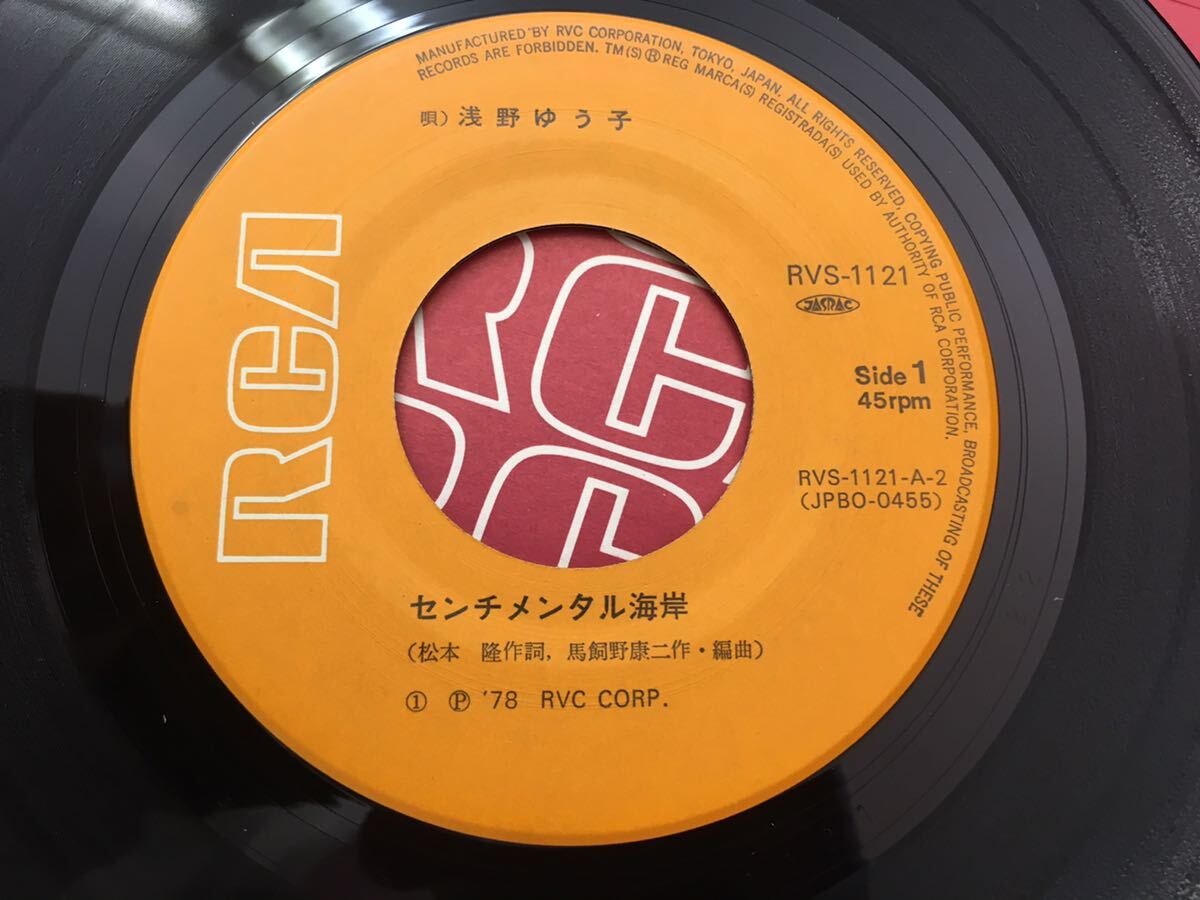 MANUFACTURED BY RVC CORPORATION, TOKYO, JAPAN. ALL RIGHTS RESERVED, COPYING PUBLIC PERFORMANCE, BROADCASTING OF THESE
RECORDS ARE FORBIDDEN. TM(S)®REG MARCA(S) REGISTRADA(S) USED BY AUTHORITY OF RCA CORPORATION.
唄)浅野ゆう子
RCA
RVS-1121
JASRAC
Side 1
45rpm
RVS-1121-A-2
(JPBO-0455)
センチメンタル海岸
(松本 隆作詞, 馬飼野康二作・編曲)
① Ⓟ '78 RVC CORP.